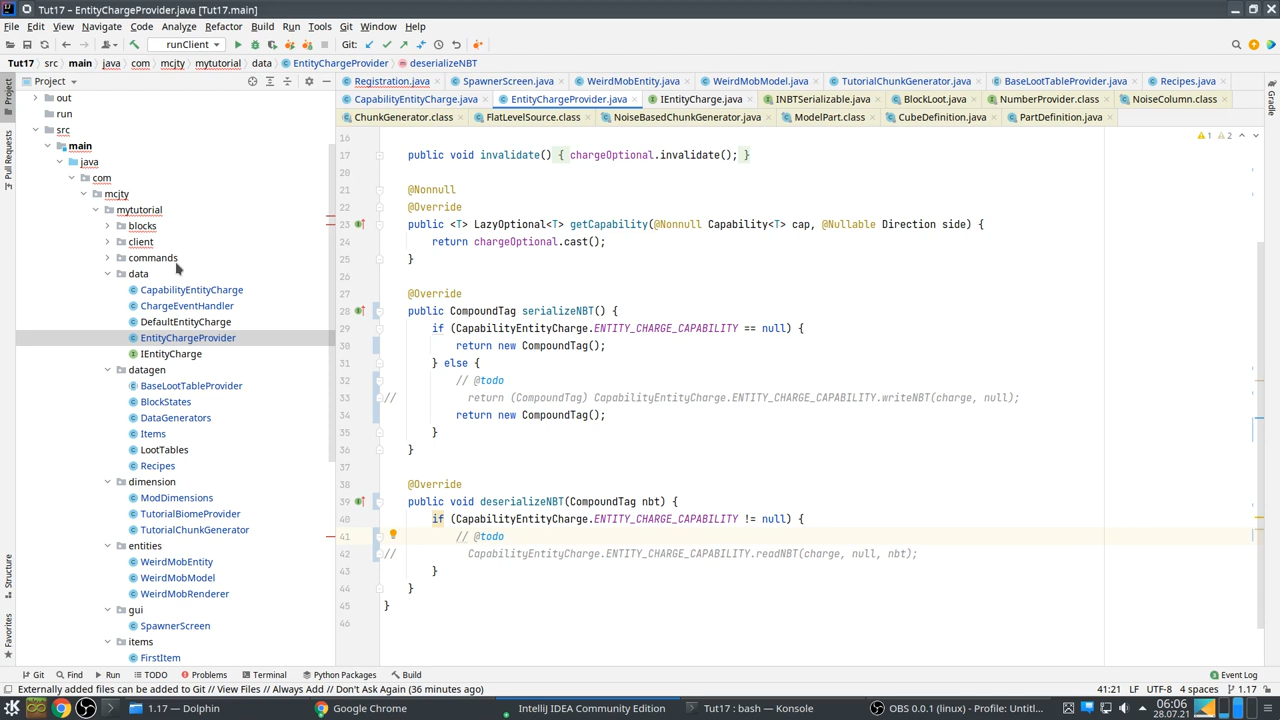 Tut17 – EntityChargeProvider.java [Tut17.main]
File Edit View Navigate Code Analyze Refactor Build Run Tools Git Window Help
runClient Git:
Tut17 src main java com mcjty mytutorial data EntityChargeProvider deserializeNBT
Project
Registration.java SpawnerScreen.java WeirdMobEntity.java WeirdMobModel.java TutorialChunkGenerator.java BaseLootTableProvider.java Recipes.java
CapabilityEntityCharge.java EntityChargeProvider.java IEntityCharge.java INBTSerializable.java BlockLoot.java NumberProvider.class NoiseColumn.class
ChunkGenerator.class FlatLevelSource.class NoiseBasedChunkGenerator.java ModelPart.class CubeDefinition.java PartDefinition.java
Project
Pull Requests
Structure
Favorites
Gradle
out
run
src
main
java
com
mcjty
mytutorial
blocks
client
commands
data
CapabilityEntityCharge
ChargeEventHandler
DefaultEntityCharge
EntityChargeProvider
IEntityCharge
datagen
BaseLootTableProvider
BlockStates
DataGenerators
Items
LootTables
Recipes
dimension
ModDimensions
TutorialBiomeProvider
TutorialChunkGenerator
entities
WeirdMobEntity
WeirdMobModel
WeirdMobRenderer
gui
SpawnerScreen
items
FirstItem
1 2
16
17 public void invalidate() { chargeOptional.invalidate(); }
20
21 @Nonnull
22 @Override
23 public <T> LazyOptional<T> getCapability(@Nonnull Capability<T> cap, @Nullable Direction side) {
24 return chargeOptional.cast();
25 }
26
27 @Override
28 public CompoundTag serializeNBT() {
29 if (CapabilityEntityCharge.ENTITY_CHARGE_CAPABILITY == null) {
30 return new CompoundTag();
31 } else {
32 // @todo
33 // return (CompoundTag) CapabilityEntityCharge.ENTITY_CHARGE_CAPABILITY.writeNBT(charge, null);
34 return new CompoundTag();
35 }
36 }
37
38 @Override
39 public void deserializeNBT(CompoundTag nbt) {
40 if (CapabilityEntityCharge.ENTITY_CHARGE_CAPABILITY != null) {
41 // @todo
42 // CapabilityEntityCharge.ENTITY_CHARGE_CAPABILITY.readNBT(charge, null, nbt);
43 }
44 }
45 }
46
Git Find Run TODO Problems Terminal Python Packages Build Event Log
Externally added files can be added to Git // View Files // Always Add // Don't Ask Again (36 minutes ago) 41:21 LF UTF-8 4 spaces 1.17
1.17 — Dolphin Google Chrome Intellij IDEA Community Edition Tut17 : bash — Konsole OBS 0.0.1 (linux) - Profile: Untitl... 06:06
28.07.21